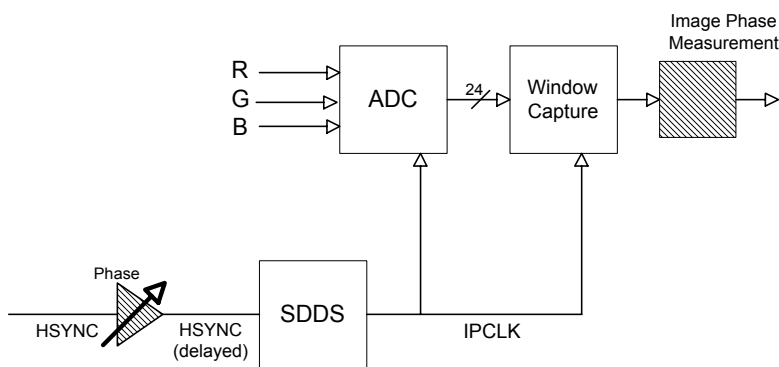 Image Phase
Measurement
R
G
B
ADC
24
Window
Capture
Phase
HSYNC
HSYNC
(delayed)
SDDS
IPCLK